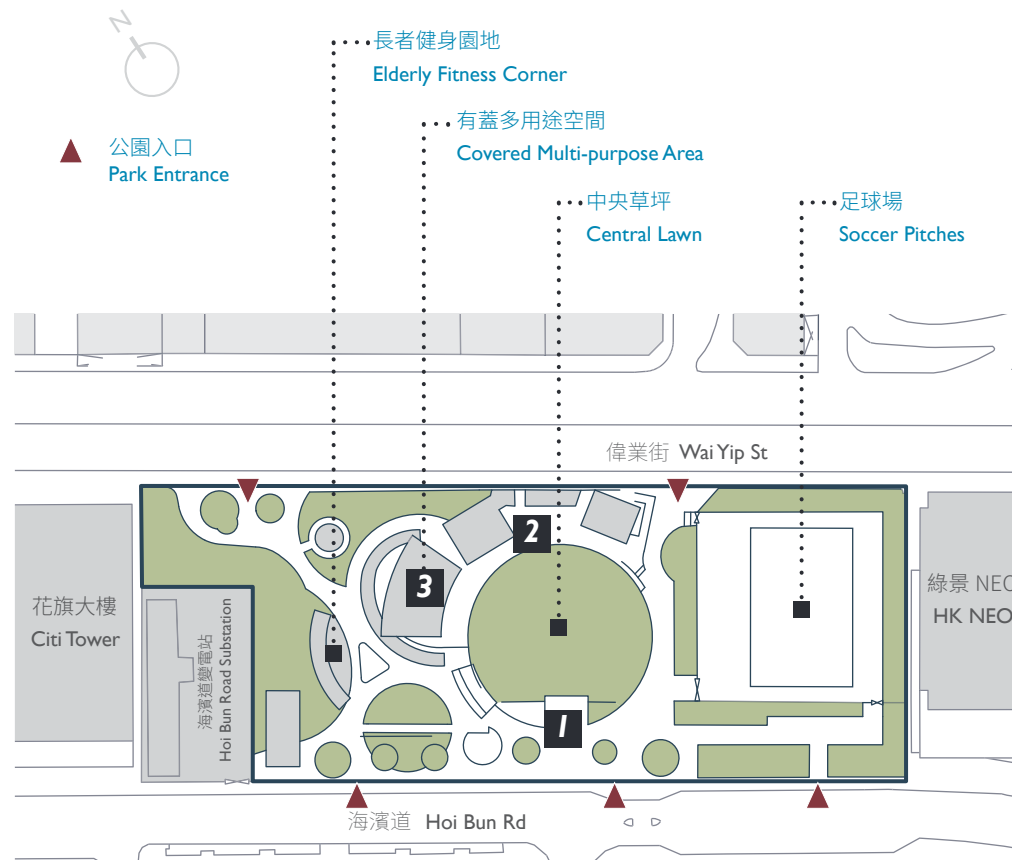 N
長者健身園地
Elderly Fitness Corner
有蓋多用途空間
Covered Multi-purpose Area
公園入口
Park Entrance
中央草坪
Central Lawn
足球場
Soccer Pitches
偉業街 Wai Yip St
2
3
1
花旗大樓
Citi Tower
海濱道變電站
Hoi Bun Road Substation
綠景 NEO
HK NEO
海濱道 Hoi Bun Rd